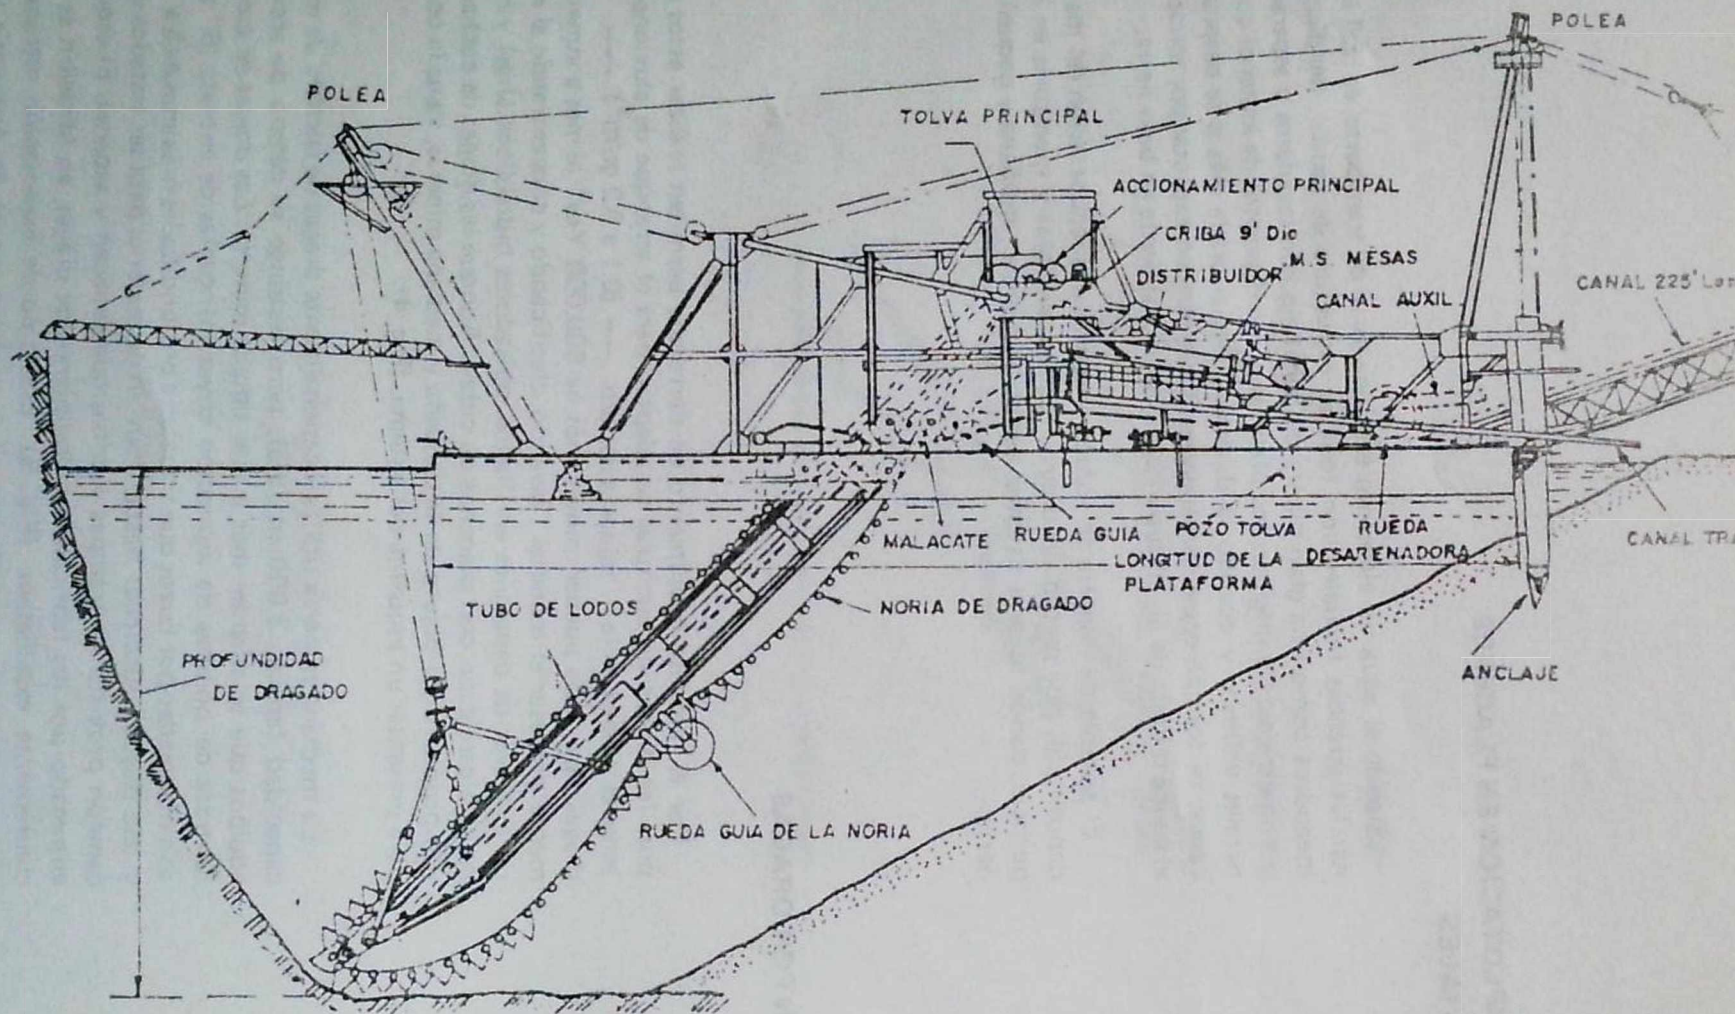 POLEA
POLEA
TOLVA PRINCIPAL
ACCIONAMIENTO PRINCIPAL
CRIBA 9' Dia
M.S. MESAS
DISTRIBUIDOR
CANAL AUXIL.
CANAL 225'
MALACATE
RUEDA GUIA
POZO TOLVA
RUEDA
DESARENADORA
CANAL
LONGITUD DE LA
PLATAFORMA
TUBO DE LODOS
NORIA DE DRAGADO
PROFUNDIDAD
DE DRAGADO
ANCLAJE
RUEDA GUIA DE LA NORIA